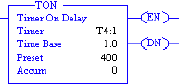 TON
Timer On Delay
Timer T4:1
Time Base 1.0
Preset 400
Accum 0
EN
DN